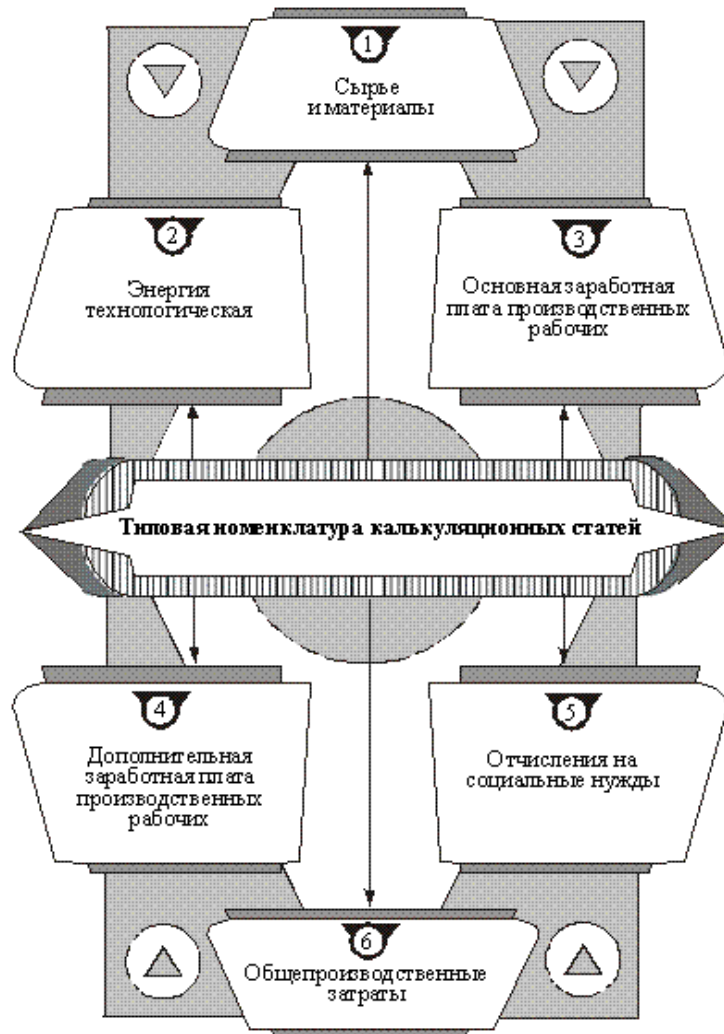 1
Сырье
и материалы
2
Энергия
технологическая
3
Основная заработная
плата производственных
рабочих
Типовая номенклатура калькуляционных статей
4
Дополнительная
заработная плата
производственных
рабочих
5
Отчисления на
социальные нужды
6
Общепроизводственные
затраты